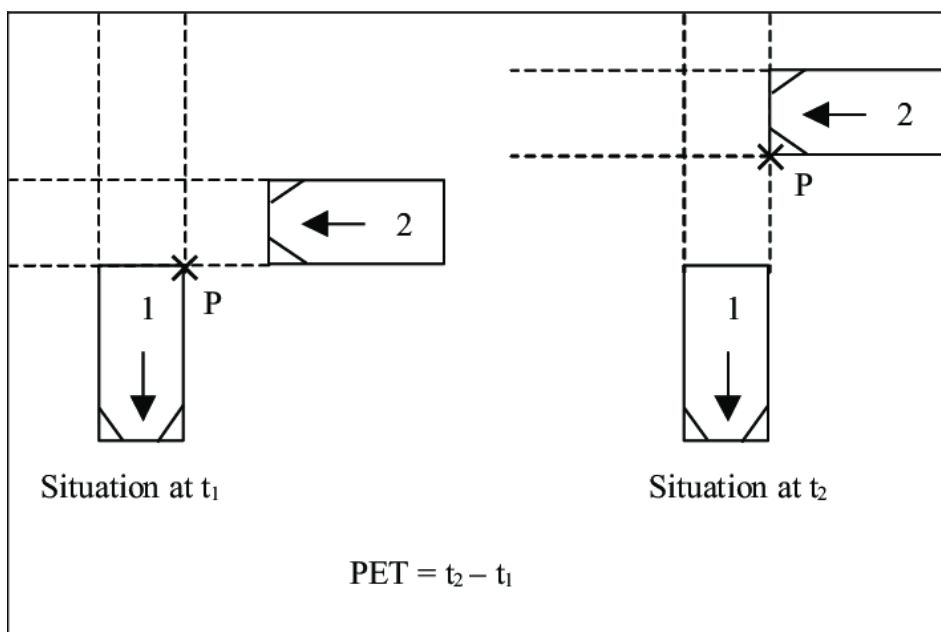 2
2
P
P
1
1
Situation at t₁
Situation at t₂
PET = t₂ – t₁